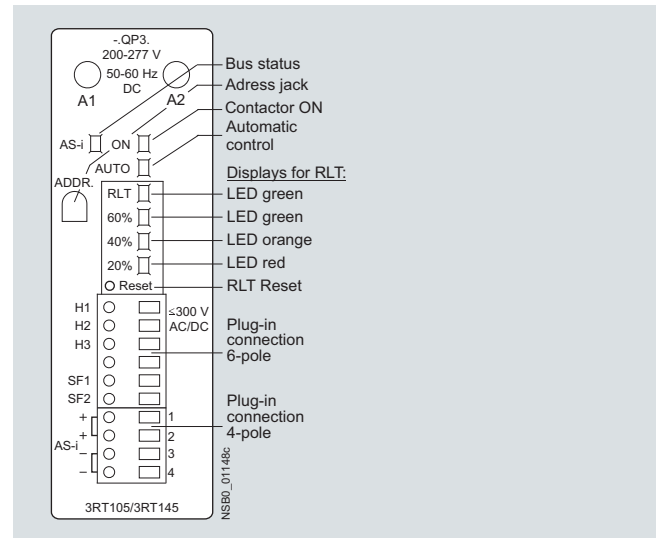 -.QP3.
200-277 V
50-60 Hz
DC
A1
A2
Bus status
Adress jack
Contactor ON
Automatic
control
AS-i
ON
AUTO
ADDR.
Displays for RLT:
RLT
LED green
60%
LED green
40%
LED orange
20%
LED red
Reset
RLT Reset
H1
≤300 V
H2
AC/DC
H3
Plug-in
connection
6-pole
SF1
SF2
Plug-in
connection
4-pole
+
1
+
2
AS-i
–
3
–
4
3RT105/3RT145
NSB0_01148c